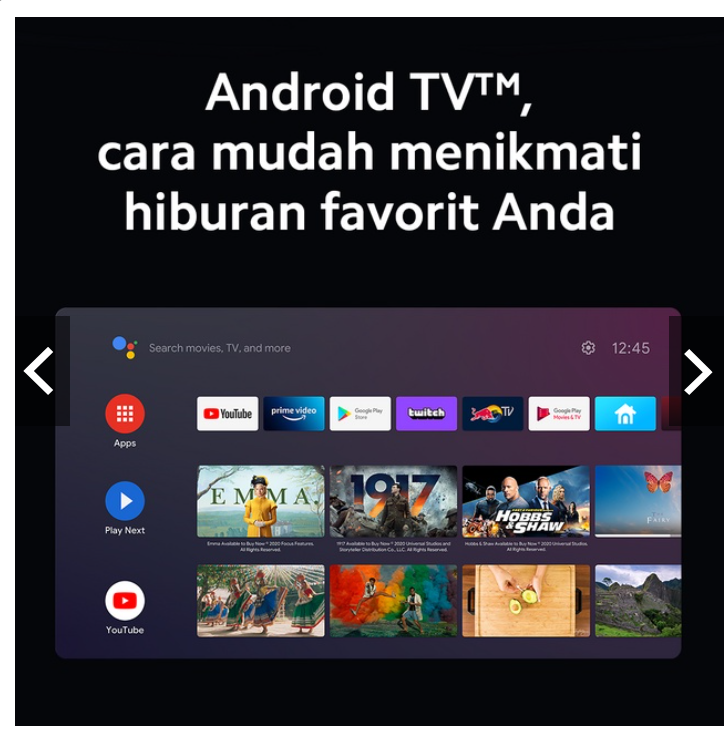 Android TV™,
cara mudah menikmati
hiburan favorit Anda
Search movies, TV, and more
12:45
YouTube
prime video
Google Play
Store
twitch
TV
Google Play
Movies & TV
Apps
EMMA.
1917
FAST & FURIOUS
HOBBS
& SHAW
FAIRY
Play Next
Emma Available to Buy Now © 2020 Focus Features.
All Rights Reserved.
1917 Available to Buy Now © 2020 Universal Studios and
Storyteller Distribution Co., LLC. All Rights Reserved.
Hobbs & Shaw Available to Buy Now © 2020 Universal Studios.
All Rights Reserved.
YouTube